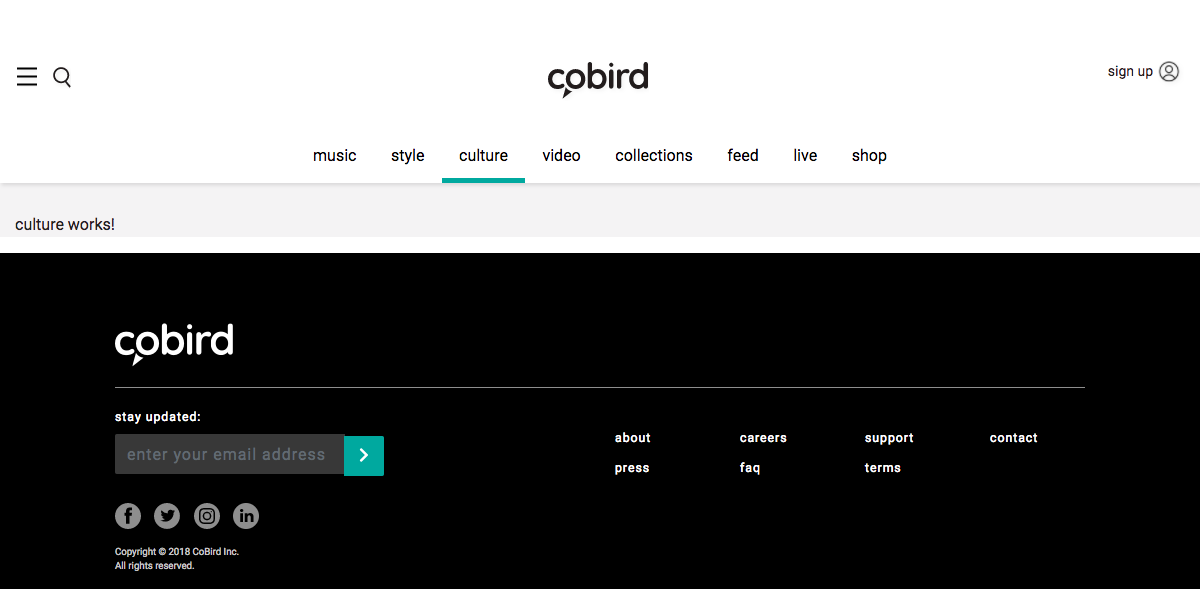 cobird
sign up
music style culture video collections feed live shop
culture works!
cobird
stay updated:
enter your email address
about careers support contact
press faq terms
Copyright © 2018 CoBird Inc.
All rights reserved.